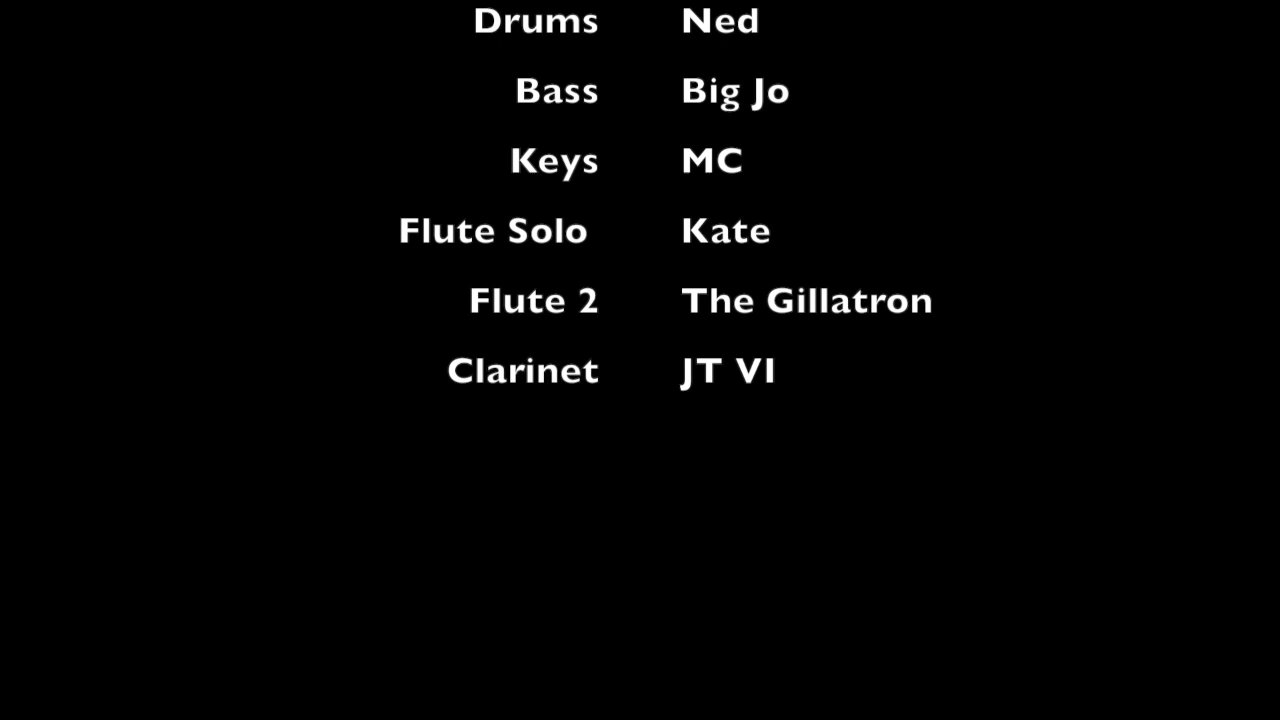 Drums Ned
Bass Big Jo
Keys MC
Flute Solo Kate
Flute 2 The Gillatron
Clarinet JT VI